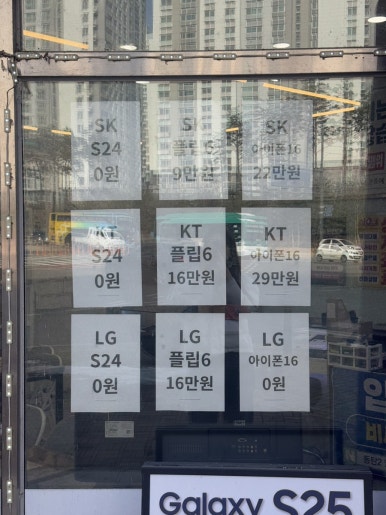 SK
S24
0원
SK
플립6
9만원
SK
아이폰16
22만원
KT
S24
0원
KT
플립6
16만원
KT
아이폰16
29만원
LG
S24
0원
LG
플립6
16만원
LG
아이폰16
0원
Galaxy S25